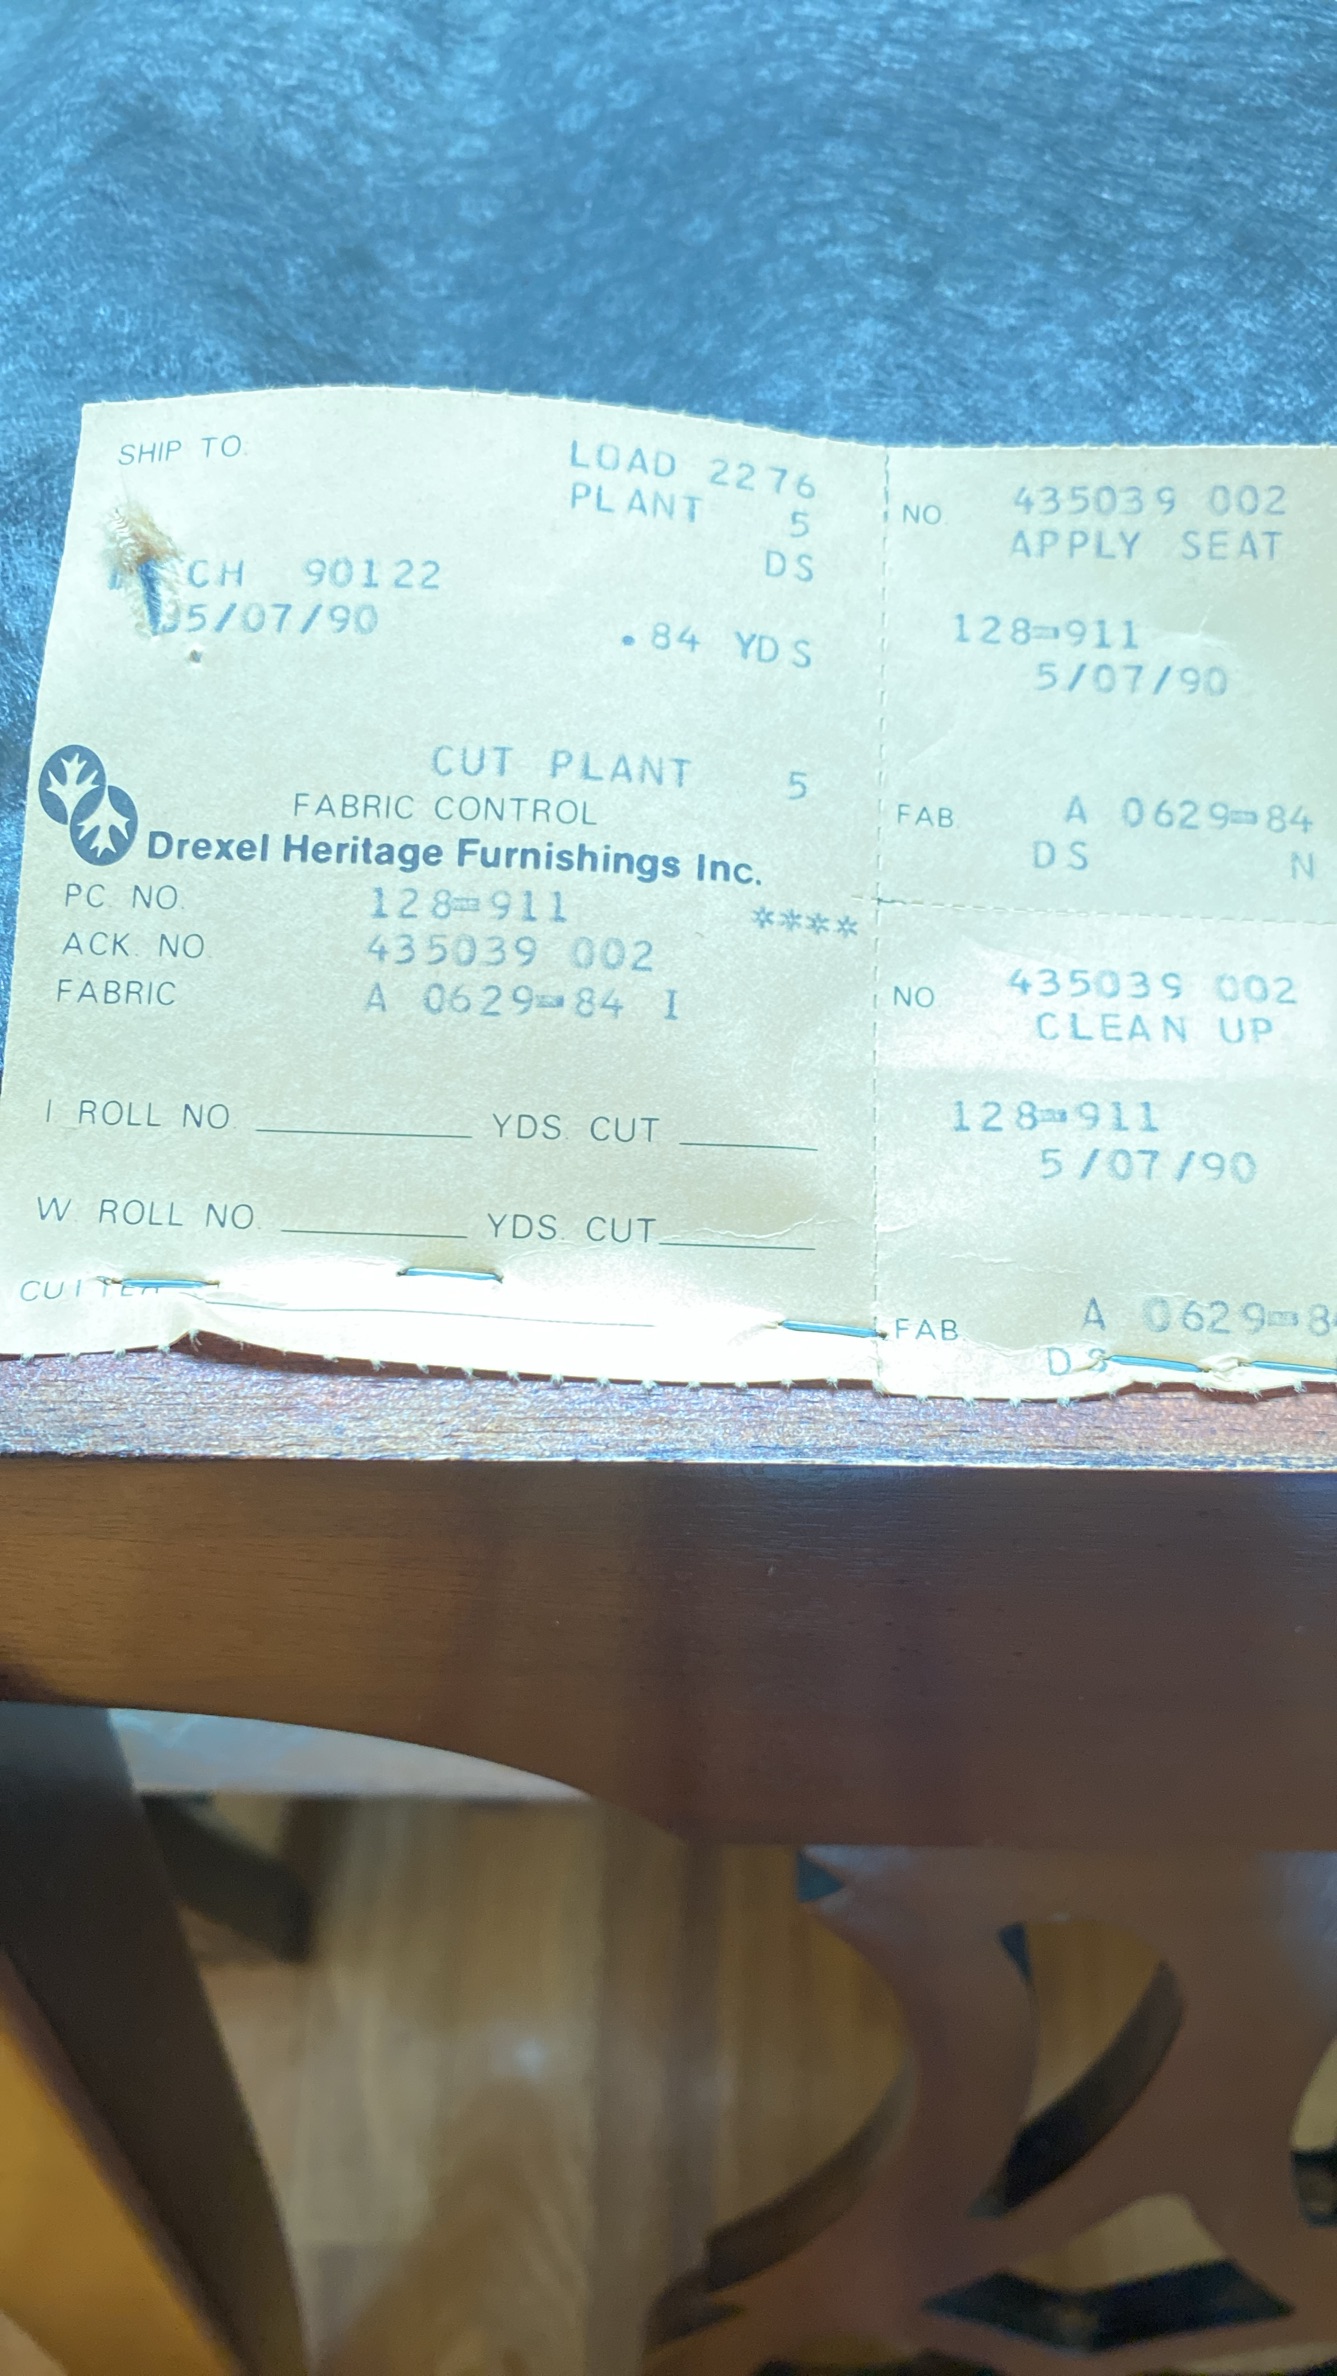 SHIP TO.
LOAD 2276
PLANT 5
DS
CH 90122
5/07/90
.84 YDS
CUT PLANT 5
FABRIC CONTROL
Drexel Heritage Furnishings Inc.
PC. NO. 128-911 ****
ACK. NO. 435039 002
FABRIC A 0629-84 I
I ROLL NO. YDS. CUT
W. ROLL NO. YDS. CUT
NO. 435039 002
APPLY SEAT
128-911
5/07/90
FAB. A 0629-84
DS N
NO 435039 002
CLEAN UP
128-911
5/07/90
FAB. A 0629-8
DS